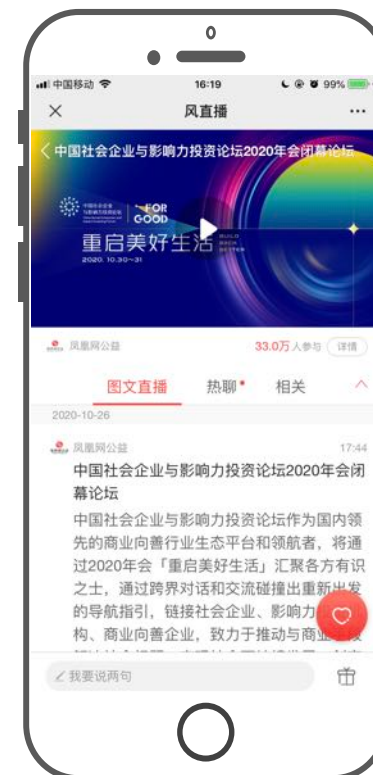 中国移动 16:19 99%
风直播
中国社会企业与影响力投资论坛2020年会闭幕论坛
FOR
GOOD
重启美好生活
BUILD
BACK
BETTER
2020. 10.30~31
凤凰网公益 33.0万人参与 详情
图文直播 热聊 相关
2020-10-26
凤凰网公益 17:44
中国社会企业与影响力投资论坛2020年会闭
幕论坛
中国社会企业与影响力投资论坛作为国内领
先的商业向善行业生态平台和领航者，将通
过2020年会「重启美好生活」汇聚各方有识
之士，通过跨界对话和交流碰撞出重新出发
的导航指引，链接社会企业、影响力
构、商业向善企业，致力于推动与商业
我要说两句